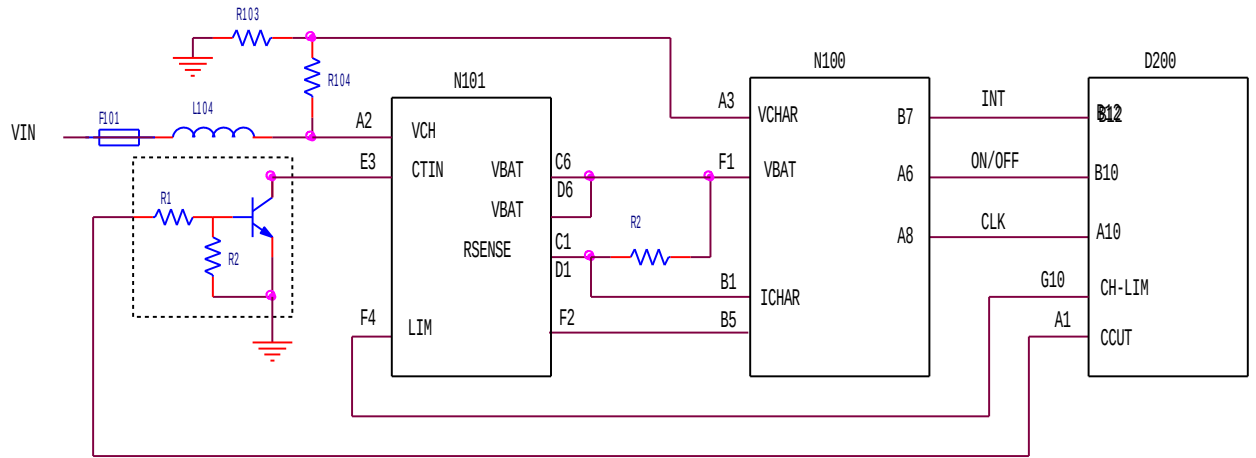 R103
R104
N101
N100
D200
F101
L104
VIN
A2
VCH
A3
VCHAR
B7
INT
E3
CTIN
VBAT
C6
F1
VBAT
A6
ON/OFF
B10
D6
VBAT
R1
R2
R2
RSENSE
C1
D1
A8
CLK
A10
B1
ICHAR
G10
CH-LIM
F4
LIM
F2
B5
A1
CCUT